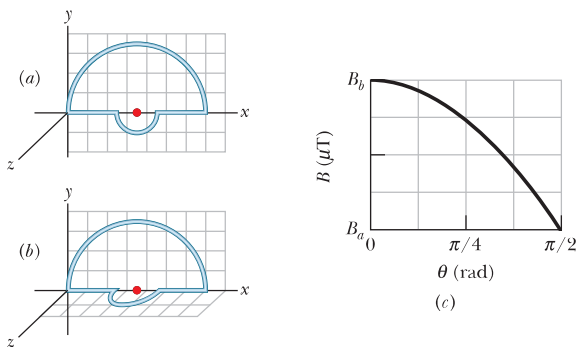 y
(a)
x
z
y
(b)
x
z
B (μT)
B_b
B_a
0
π/4
π/2
θ (rad)
(c)